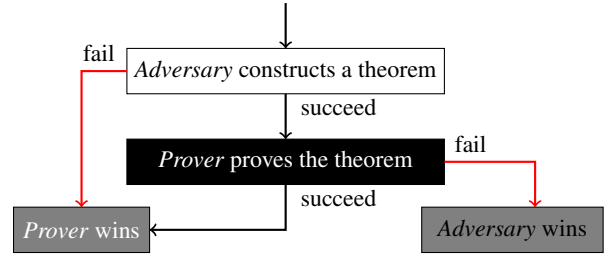 fail
Adversary constructs a theorem
succeed
Prover proves the theorem
fail
succeed
Prover wins
Adversary wins